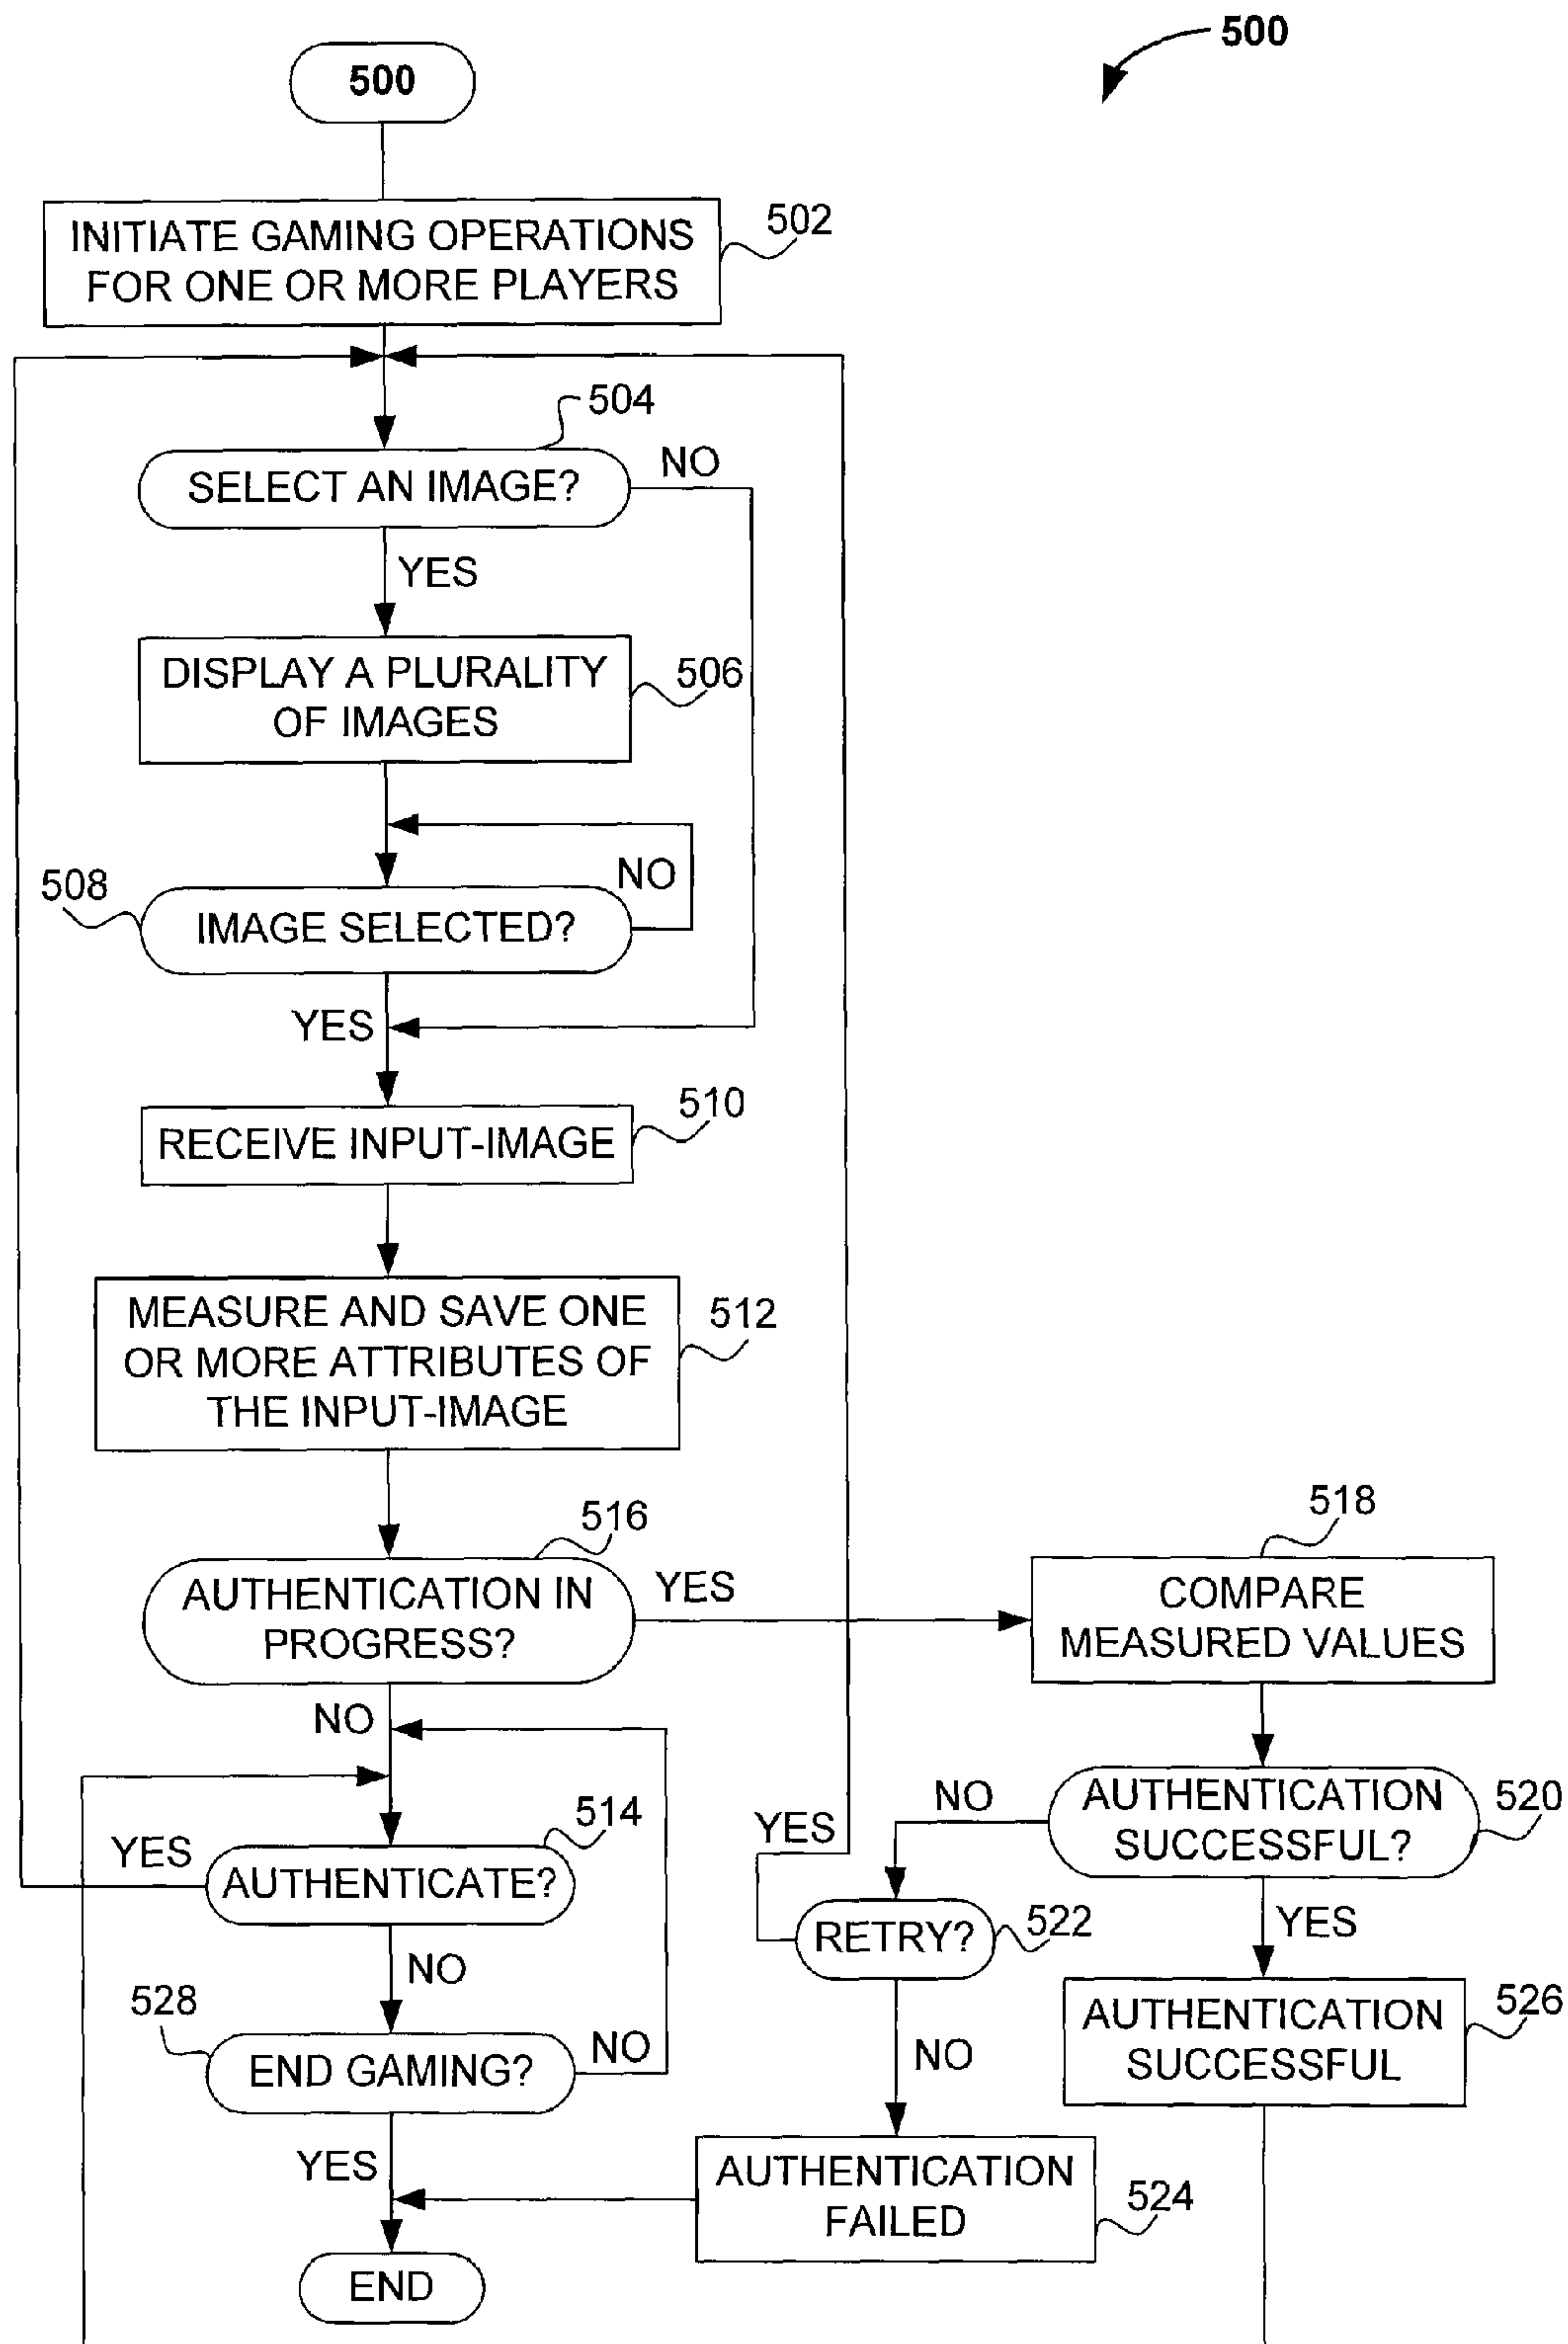 500
500
INITIATE GAMING OPERATIONS
FOR ONE OR MORE PLAYERS
502
504
SELECT AN IMAGE?
NO
YES
DISPLAY A PLURALITY
OF IMAGES
506
NO
508
IMAGE SELECTED?
YES
510
RECEIVE INPUT-IMAGE
MEASURE AND SAVE ONE
OR MORE ATTRIBUTES OF
THE INPUT-IMAGE
512
516
AUTHENTICATION IN
PROGRESS?
YES
518
COMPARE
MEASURED VALUES
NO
514
YES
AUTHENTICATE?
NO
528
END GAMING?
NO
YES
END
AUTHENTICATION
SUCCESSFUL?
520
NO
YES
RETRY?
522
YES
NO
AUTHENTICATION
SUCCESSFUL
526
AUTHENTICATION
FAILED
524